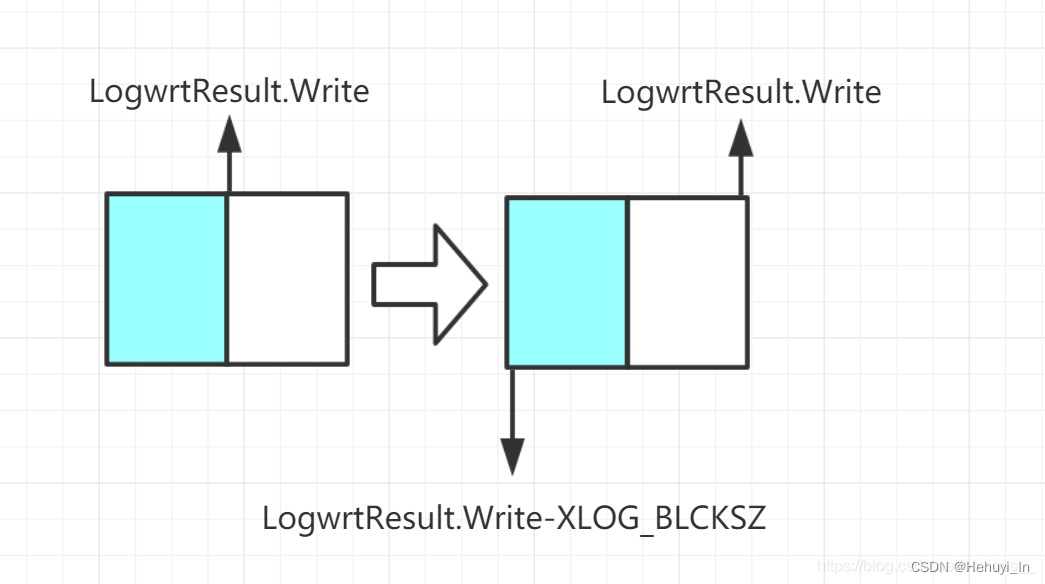 LogwrtResult.Write
LogwrtResult.Write
LogwrtResult.Write-XLOG_BLCKSZ
CSDN @Hehuyi_In